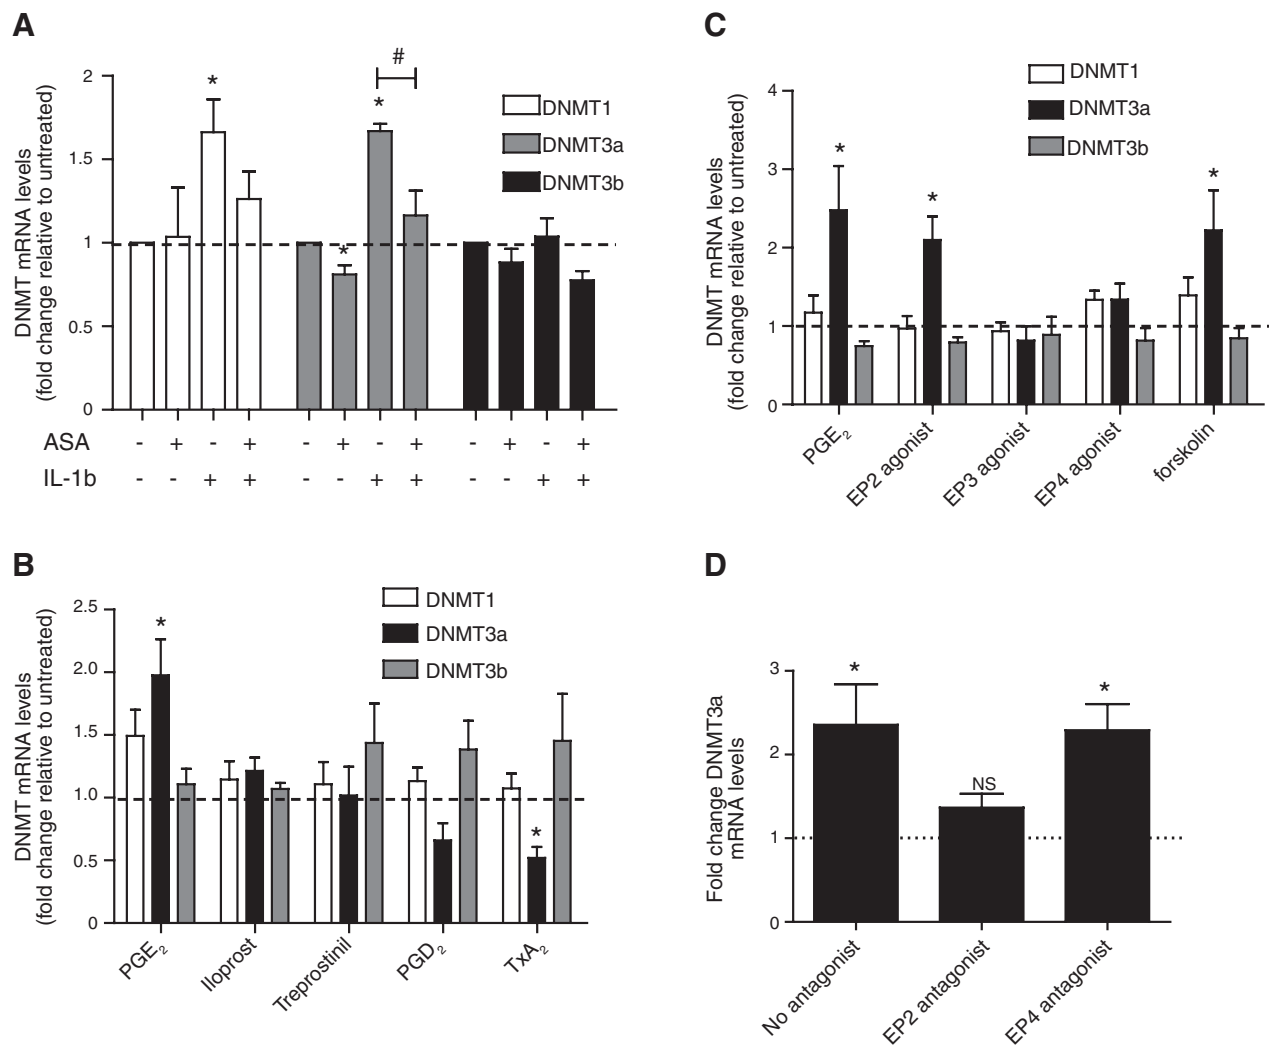 A
DNMT mRNA levels
(fold change relative to untreated)
2
1.5
1
0.5
0
*
*
*
#
DNMT1
DNMT3a
DNMT3b
ASA - + - + - + - + - + - +
IL-1b - - + + - - + + - - + +
B
DNMT mRNA levels
(fold change relative to untreated)
2.5
2.0
1.5
1.0
0.5
0
*
*
DNMT1
DNMT3a
DNMT3b
PGE2
Iloprost
Treprostinil
PGD2
TxA2
C
DNMT mRNA levels
(fold change relative to untreated)
4
3
2
1
0
*
*
*
DNMT1
DNMT3a
DNMT3b
PGE2
EP2 agonist
EP3 agonist
EP4 agonist
forskolin
D
Fold change DNMT3a
mRNA levels
3
2
1
0
*
NS
*
No antagonist
EP2 antagonist
EP4 antagonist